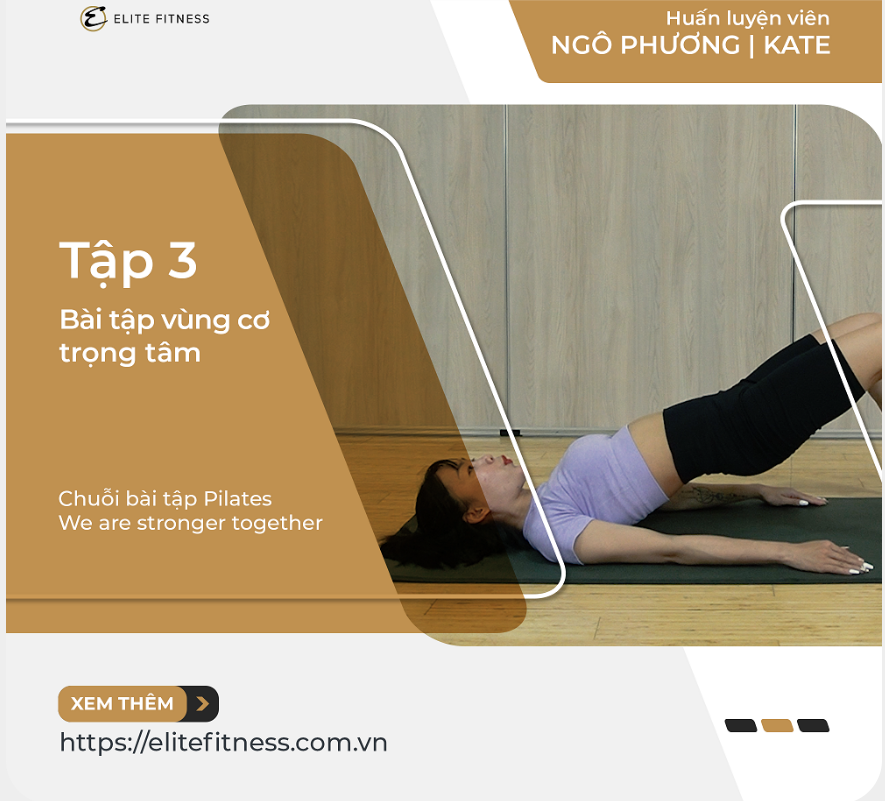 ELITE FITNESS
Huấn luyện viên
NGÔ PHƯƠNG | KATE
Tập 3
Bài tập vùng cơ
trọng tâm
Chuỗi bài tập Pilates
We are stronger together
XEM THÊM
https://elitefitness.com.vn